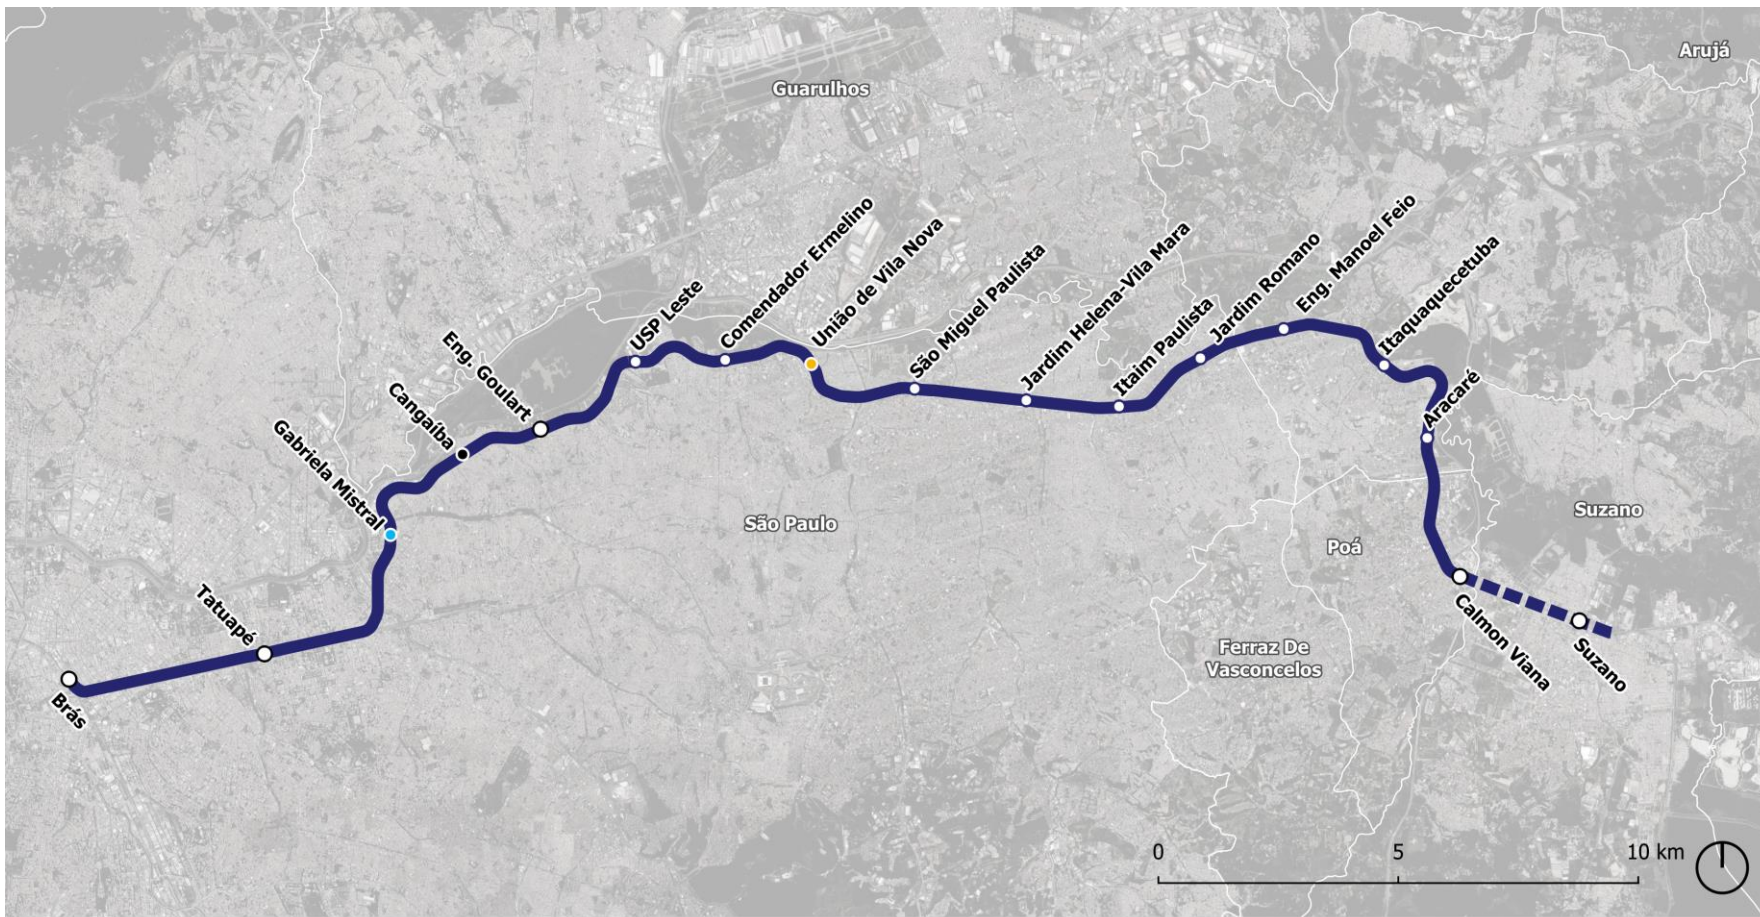 Arujá
Guarulhos
Comendador Ermelino
União de Vila Nova
Eng. Manoel Feio
Jardim Helena-Vila Mara
Jardim Romano
Itaquaquecetuba
São Miguel Paulista
USP Leste
Itaim Paulista
Eng. Goulart
Cangaíba
Aracaré
Gabriela Mistral
São Paulo
Suzano
Poá
Tatuapé
Calmon Viana
Suzano
Ferraz De
Vasconcelos
Brás
0 5 10 km